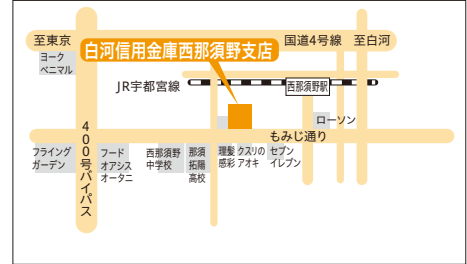 至東京
国道4号線
至白河
ヨーク
ベニマル
白河信用金庫西那須野支店
JR宇都宮線
西那須野駅
ローソン
もみじ通り
400号バイパス
フライング
ガーデン
フード
オアシス
オータニ
西那須野
中学校
那須
拓陽
高校
理髪
感彩
クスリの
アオキ
セブン
イレブン